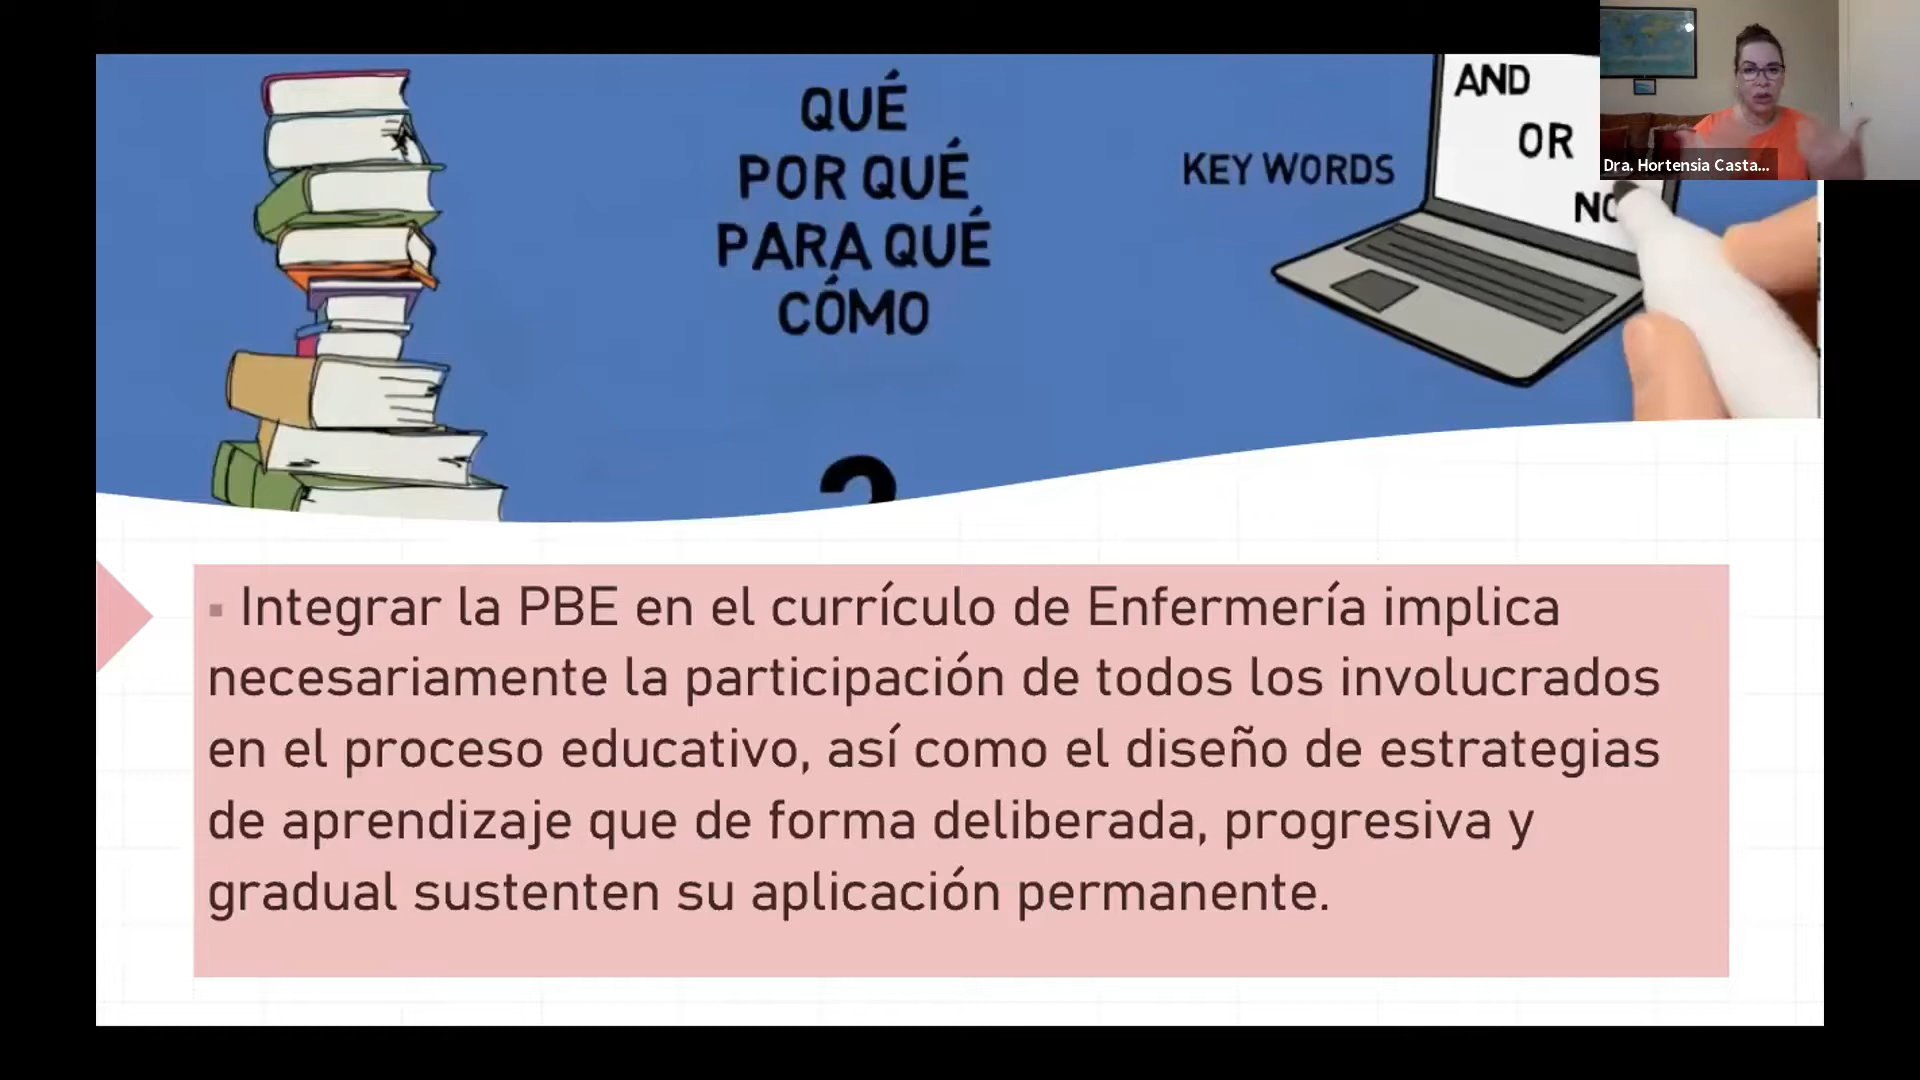 QUÉ
POR QUÉ
PARA QUÉ
CÓMO
?
KEY WORDS
AND
OR
NO
Dra. Hortensia Casta...
▪ Integrar la PBE en el currículo de Enfermería implica
necesariamente la participación de todos los involucrados
en el proceso educativo, así como el diseño de estrategias
de aprendizaje que de forma deliberada, progresiva y
gradual sustenten su aplicación permanente.